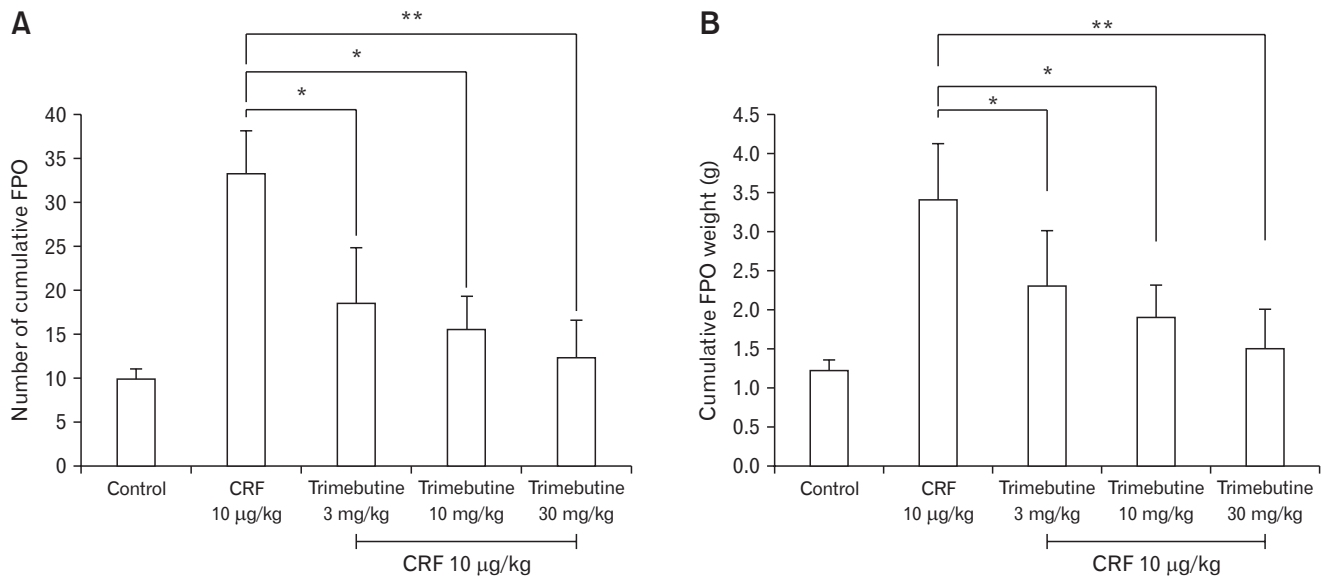 A
**
*
*
Number of cumulative FPO
40
35
30
25
20
15
10
5
0
Control
CRF
10 μg/kg
Trimebutine
3 mg/kg
Trimebutine
10 mg/kg
Trimebutine
30 mg/kg
CRF 10 μg/kg
B
**
*
*
Cumulative FPO weight (g)
4.5
4.0
3.5
3.0
2.5
2.0
1.5
1.0
0.5
0.0
Control
CRF
10 μg/kg
Trimebutine
3 mg/kg
Trimebutine
10 mg/kg
Trimebutine
30 mg/kg
CRF 10 μg/kg